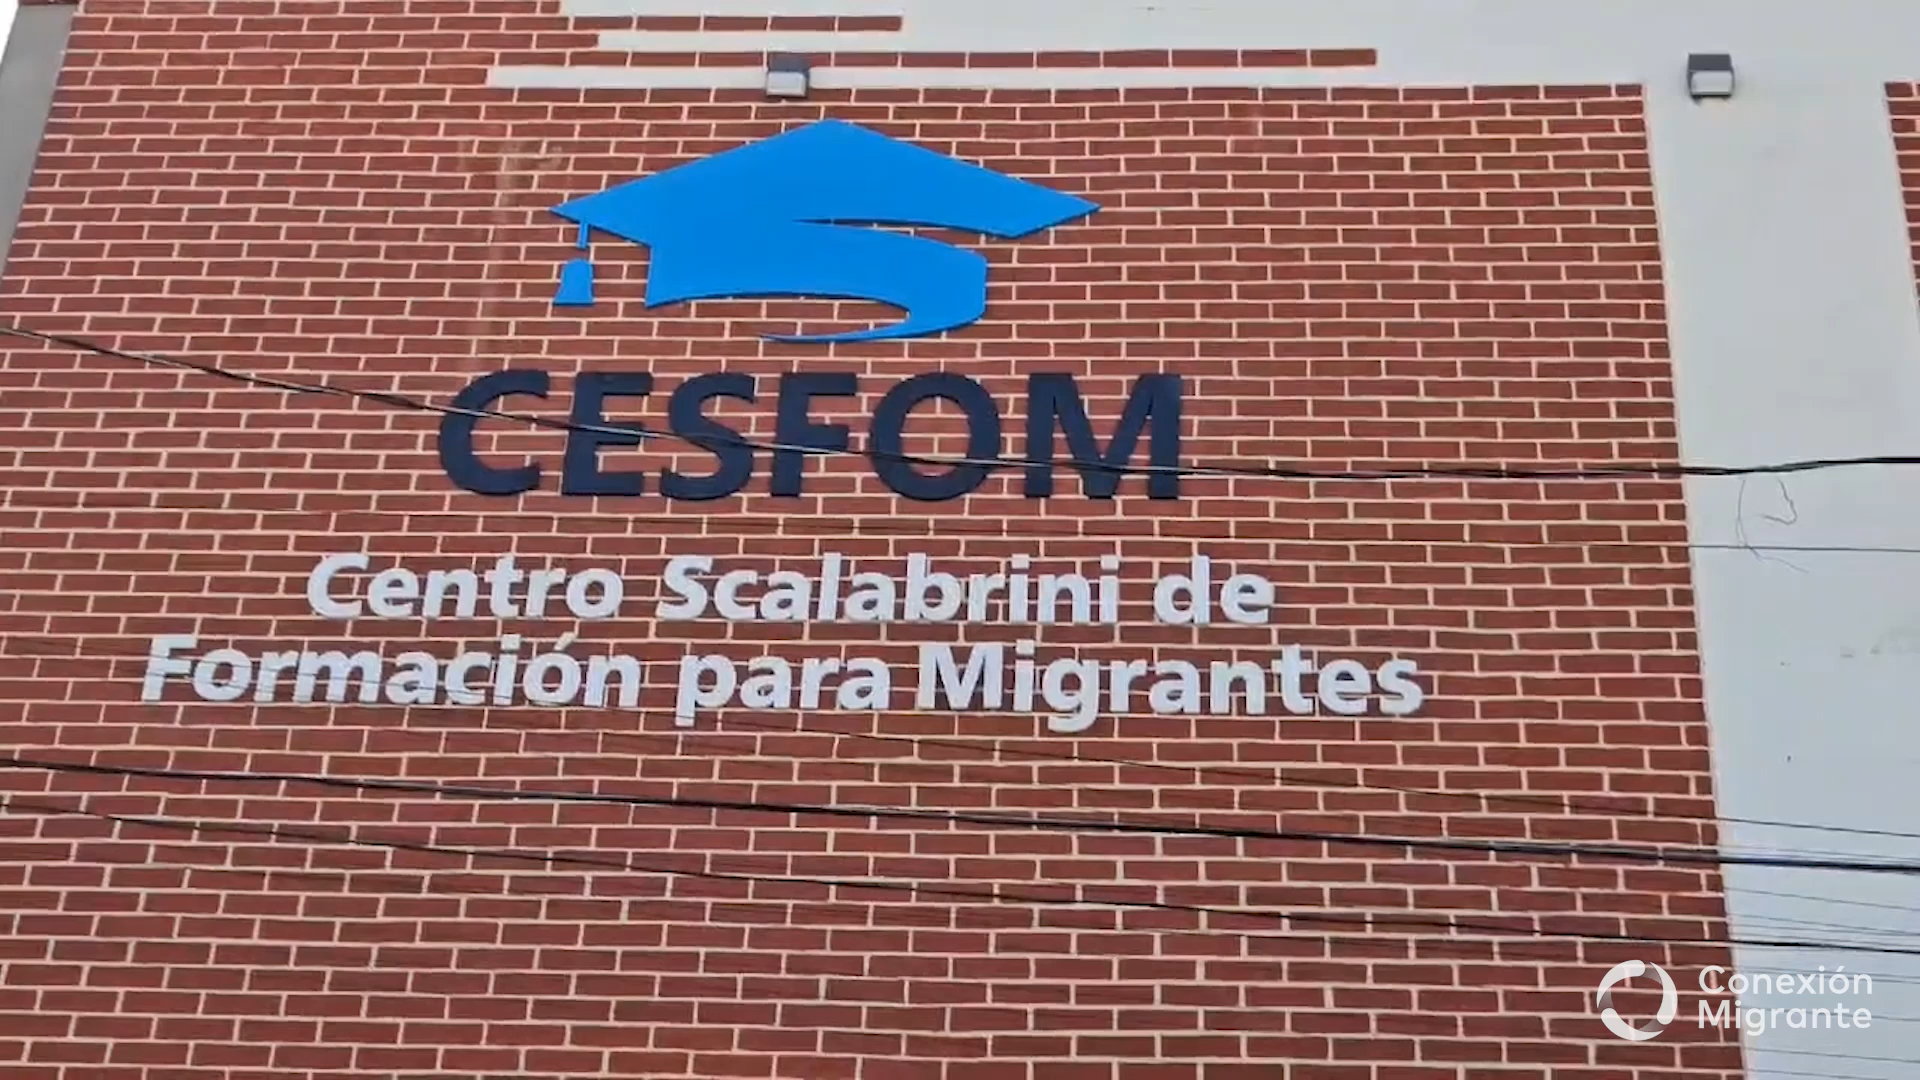 CESFOM
Centro Scalabrini de
Formación para Migrantes
Conexión
Migrante